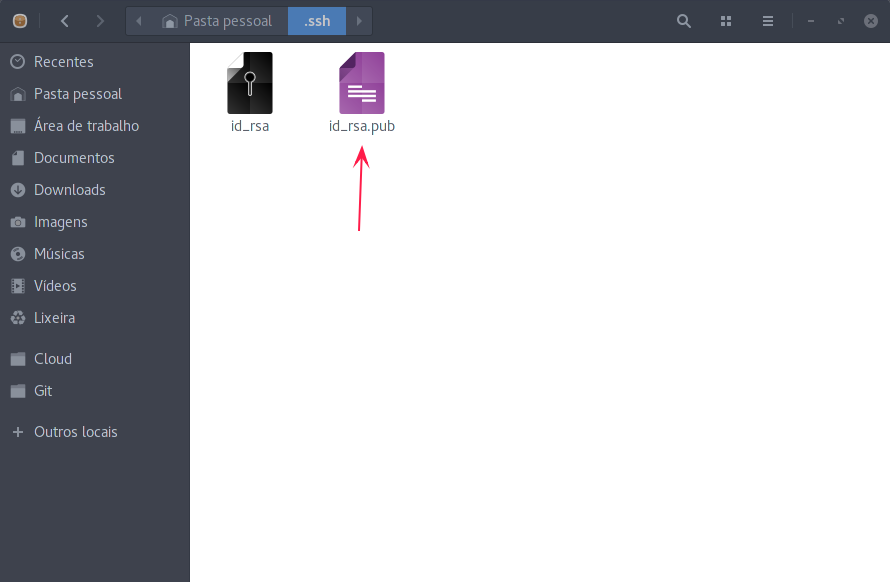 Pasta pessoal
.ssh
Recentes
Pasta pessoal
Área de trabalho
Documentos
Downloads
Imagens
Músicas
Vídeos
Lixeira
Cloud
Git
Outros locais
id_rsa
id_rsa.pub